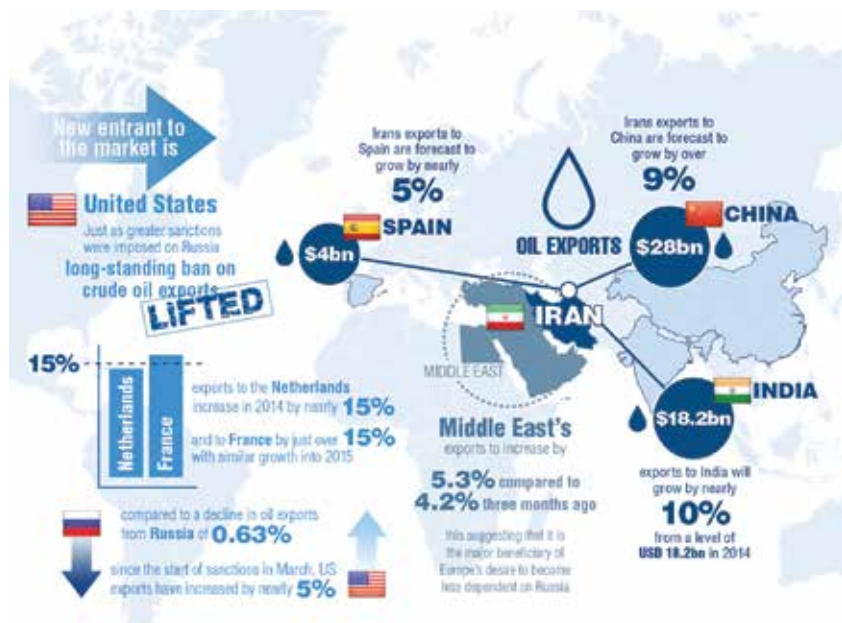 New entrant to
the market is
United States
Just as greater sanctions
were imposed on Russia
long-standing ban on
crude oil exports
LIFTED
Irans exports to
Spain are forecast to
grow by nearly
5%
SPAIN
$4bn
OIL EXPORTS
Irans exports to
China are forecast to
grow by over
9%
CHINA
$28bn
IRAN
MIDDLE EAST
INDIA
$18.2bn
exports to India will
grow by nearly
10%
from a level of
USD 18.2bn in 2014
15%
Netherlands
France
exports to the Netherlands
increase in 2014 by nearly 15%
and to France by just over 15%
with similar growth into 2015
Middle East's
exports to increase by
5.3% compared to
4.2% three months ago
this suggesting that it is
the major beneficiary of
Europe's desire to become
less dependent on Russia
compared to a decline in oil exports
from Russia of 0.63%
since the start of sanctions in March, US
exports have increased by nearly 5%